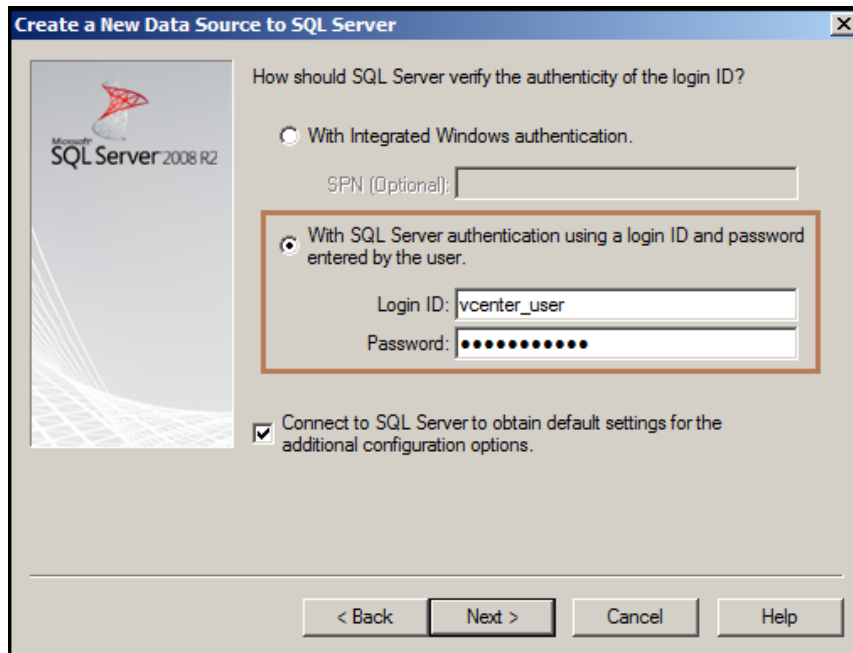 Create a New Data Source to SQL Server
Microsoft®
SQL Server 2008 R2
How should SQL Server verify the authenticity of the login ID?
With Integrated Windows authentication.
SPN (Optional):
With SQL Server authentication using a login ID and password
entered by the user.
Login ID: vcenter_user
Password: ●●●●●●●●●●●
Connect to SQL Server to obtain default settings for the
additional configuration options.
< Back Next > Cancel Help